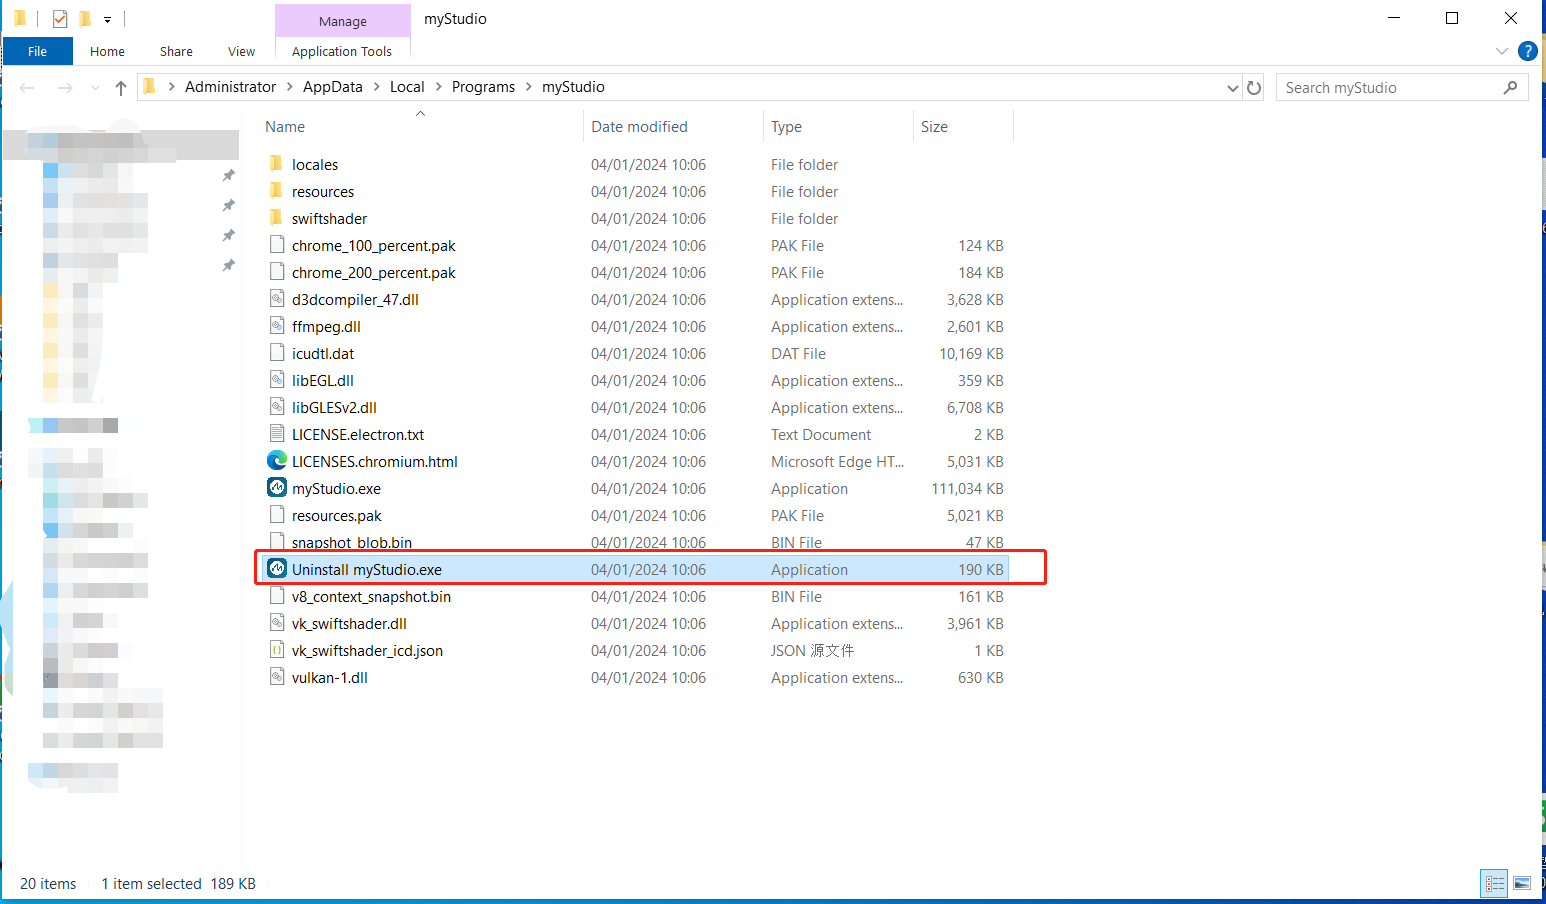 Manage myStudio
File Home Share View Application Tools
Administrator AppData Local Programs myStudio Search myStudio
Name Date modified Type Size
locales 04/01/2024 10:06 File folder
resources 04/01/2024 10:06 File folder
swiftshader 04/01/2024 10:06 File folder
chrome_100_percent.pak 04/01/2024 10:06 PAK File 124 KB
chrome_200_percent.pak 04/01/2024 10:06 PAK File 184 KB
d3dcompiler_47.dll 04/01/2024 10:06 Application extens... 3,628 KB
ffmpeg.dll 04/01/2024 10:06 Application extens... 2,601 KB
icudtl.dat 04/01/2024 10:06 DAT File 10,169 KB
libEGL.dll 04/01/2024 10:06 Application extens... 359 KB
libGLESv2.dll 04/01/2024 10:06 Application extens... 6,708 KB
LICENSE.electron.txt 04/01/2024 10:06 Text Document 2 KB
LICENSES.chromium.html 04/01/2024 10:06 Microsoft Edge HT... 5,031 KB
myStudio.exe 04/01/2024 10:06 Application 111,034 KB
resources.pak 04/01/2024 10:06 PAK File 5,021 KB
snapshot_blob.bin 04/01/2024 10:06 BIN File 47 KB
Uninstall myStudio.exe 04/01/2024 10:06 Application 190 KB
v8_context_snapshot.bin 04/01/2024 10:06 BIN File 161 KB
vk_swiftshader.dll 04/01/2024 10:06 Application extens... 3,961 KB
vk_swiftshader_icd.json 04/01/2024 10:06 JSON 源文件 1 KB
vulkan-1.dll 04/01/2024 10:06 Application extens... 630 KB
20 items 1 item selected 189 KB